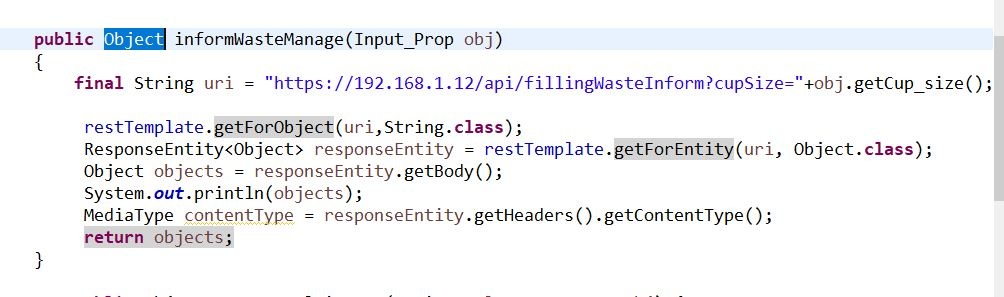 public Object informWasteManage(Input_Prop obj)
{
final String uri = "https://192.168.1.12/api/fillingWasteInform?cupSize="+obj.getCup_size();
restTemplate.getForObject(uri,String.class);
ResponseEntity<Object> responseEntity = restTemplate.getForEntity(uri, Object.class);
Object objects = responseEntity.getBody();
System.out.println(objects);
MediaType contentType = responseEntity.getHeaders().getContentType();
return objects;
}